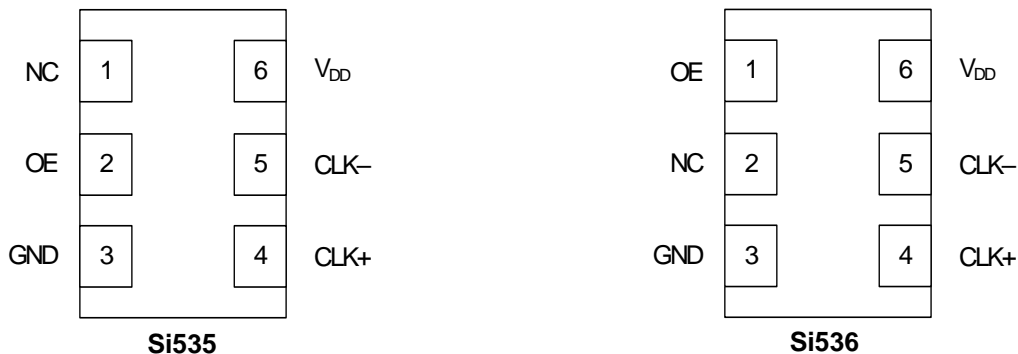 NC 1 6 VDD
OE 2 5 CLK–
GND 3 4 CLK+
Si535
OE 1 6 VDD
NC 2 5 CLK–
GND 3 4 CLK+
Si536